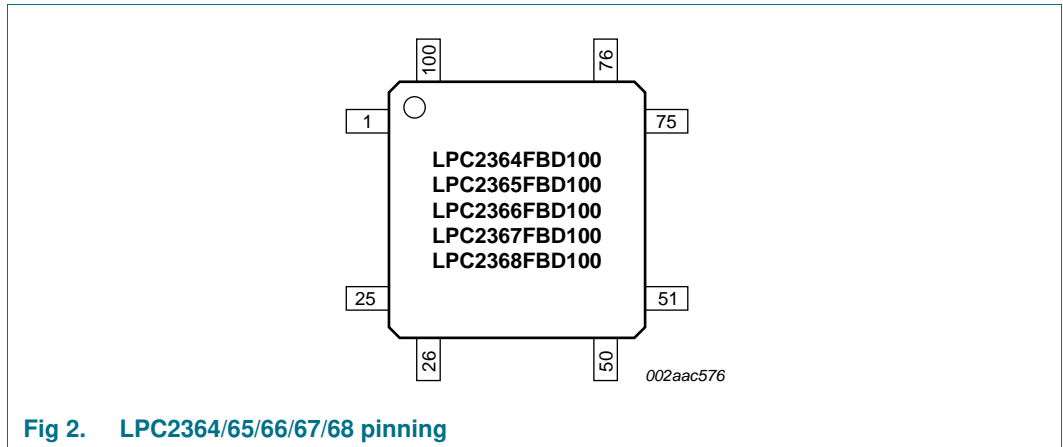 100 76
1 75
LPC2364FBD100
LPC2365FBD100
LPC2366FBD100
LPC2367FBD100
LPC2368FBD100
25 51
26 50
002aac576
Fig 2. LPC2364/65/66/67/68 pinning